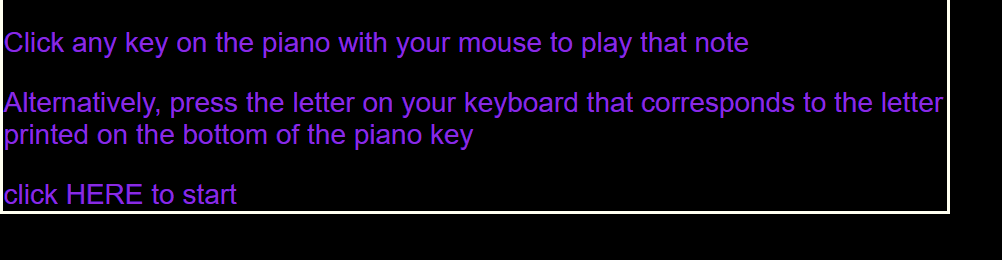 Click any key on the piano with your mouse to play that note
Alternatively, press the letter on your keyboard that corresponds to the letter
printed on the bottom of the piano key
click HERE to start